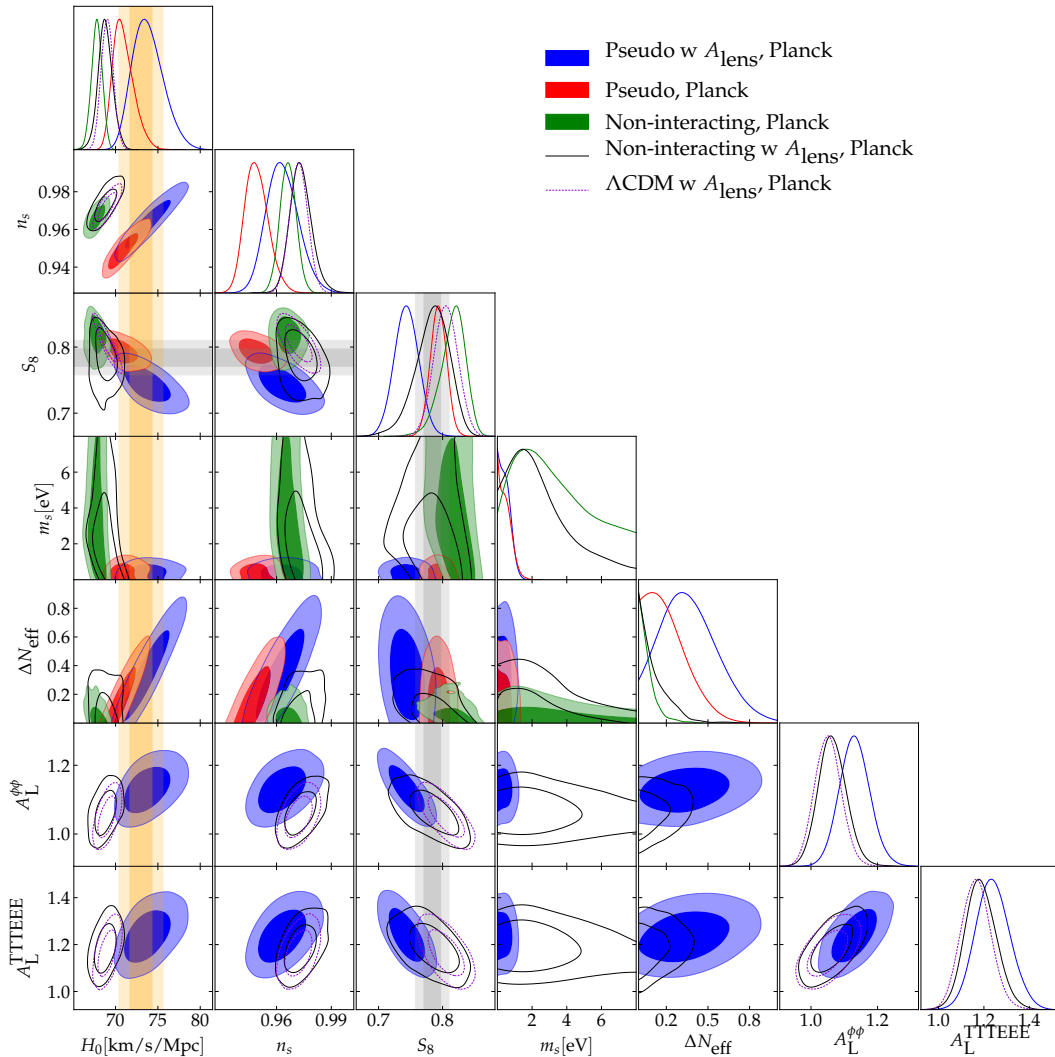 Pseudo w A_lens, Planck
Pseudo, Planck
Non-interacting, Planck
Non-interacting w A_lens, Planck
ΛCDM w A_lens, Planck
n_s
0.98
0.96
0.94
S_8
0.8
0.7
m_s[eV]
6
4
2
ΔN_eff
0.8
0.6
0.4
0.2
A_L^ϕϕ
1.2
1.0
A_L^TTTEEE
1.4
1.2
1.0
70 75 80
0.96 0.99
0.7 0.8
2 4 6
0.0 0.4 0.8
1.0 1.2
1.0 1.2 1.4
H_0[km/s/Mpc] n_s S_8 m_s[eV] ΔN_eff A_L^ϕϕ A_L^TTTEEE